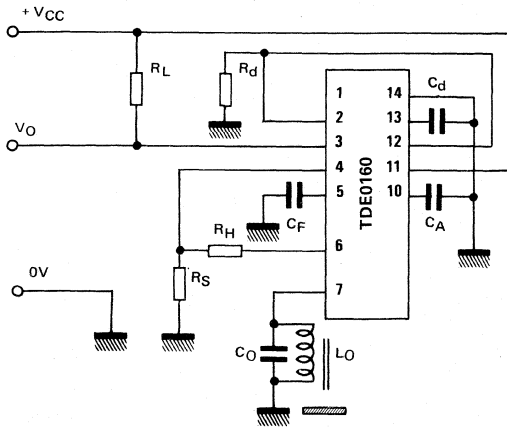 + VCC
RL
Rd
Cd
1
14
2
13
VO
3
12
4
11
5
10
CF
CA
TDE0160
RH
6
0V
RS
7
CO
LO